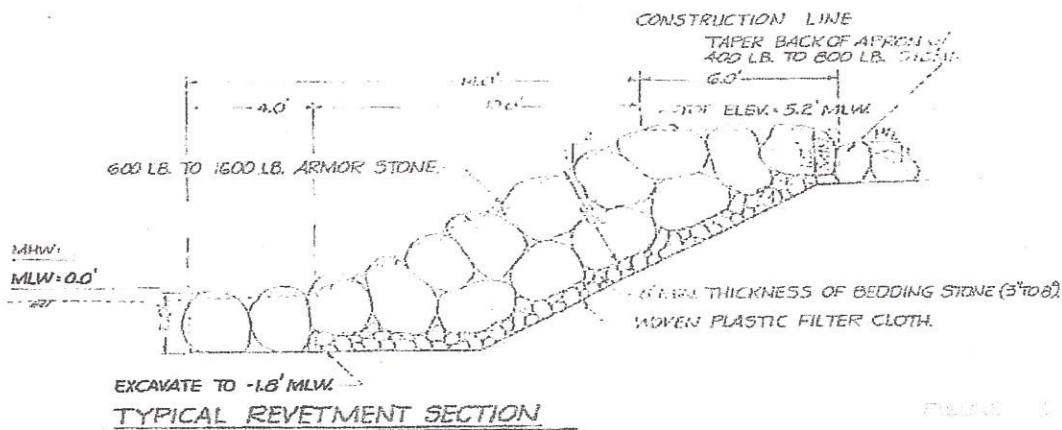 CONSTRUCTION LINE
TAPER BACK OF APRON
400 LB. TO 800 LB.
6.0'
4.0'
TOP ELEV. = 5.2' MLW.
600 LB. TO 1600 LB. ARMOR STONE
MHW
MLW=0.0'
MIN. THICKNESS OF BEDDING STONE (3" TO 8")
WOVEN PLASTIC FILTER CLOTH.
EXCAVATE TO -1.8' MLW.
TYPICAL REVETMENT SECTION